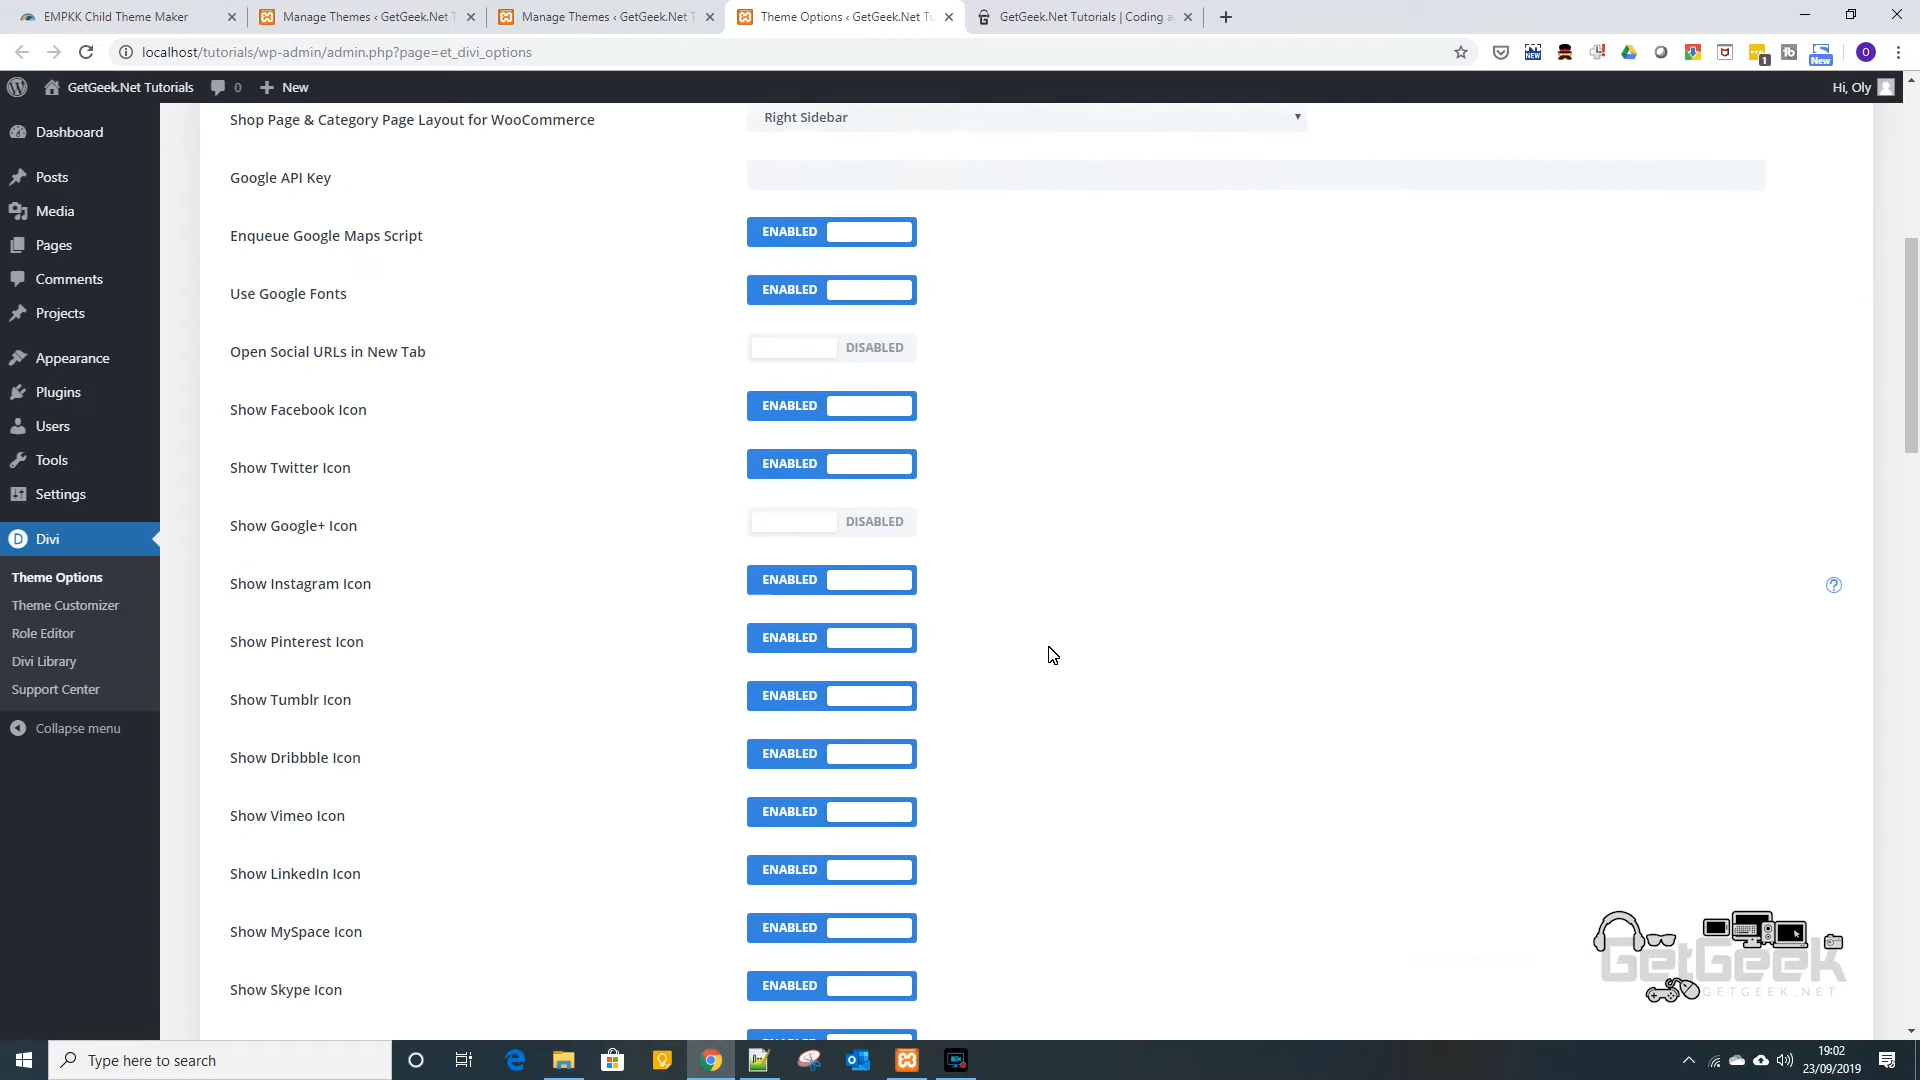 EMPKK Child Theme Maker
Manage Themes ‹ GetGeek.Net T
Manage Themes ‹ GetGeek.Net T
Theme Options ‹ GetGeek.Net Tu
GetGeek.Net Tutorials | Coding a
localhost/tutorials/wp-admin/admin.php?page=et_divi_options
NEW
1
New
O
GetGeek.Net Tutorials
0
New
Hi, Oly
Dashboard
Posts
Media
Pages
Comments
Projects
Appearance
Plugins
Users
Tools
Settings
Divi
Theme Options
Theme Customizer
Role Editor
Divi Library
Support Center
Collapse menu
Shop Page & Category Page Layout for WooCommerce
Right Sidebar
Google API Key
Enqueue Google Maps Script
ENABLED
Use Google Fonts
ENABLED
Open Social URLs in New Tab
DISABLED
Show Facebook Icon
ENABLED
Show Twitter Icon
ENABLED
Show Google+ Icon
DISABLED
Show Instagram Icon
ENABLED
Show Pinterest Icon
ENABLED
Show Tumblr Icon
ENABLED
Show Dribbble Icon
ENABLED
Show Vimeo Icon
ENABLED
Show LinkedIn Icon
ENABLED
Show MySpace Icon
ENABLED
Show Skype Icon
ENABLED
GetGeek
GETGEEK.NET
Type here to search
19:02
23/09/2019